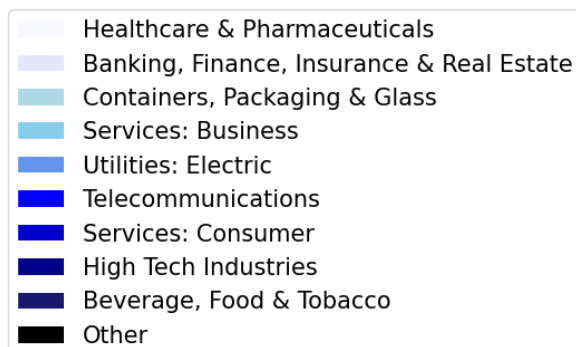 Healthcare & Pharmaceuticals
Banking, Finance, Insurance & Real Estate
Containers, Packaging & Glass
Services: Business
Utilities: Electric
Telecommunications
Services: Consumer
High Tech Industries
Beverage, Food & Tobacco
Other